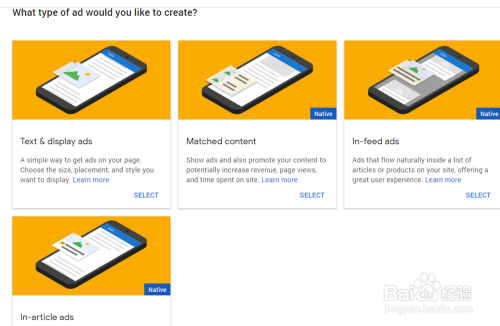 What type of ad would you like to create?
Text & display ads
A simple way to get ads on your page.
Choose the size, placement, and style you
want to display. Learn more
SELECT
Native
Matched content
Show ads and also promote your content to
potentially increase revenue, page views,
and time spent on site. Learn more
SELECT
Native
In-feed ads
Ads that flow naturally inside a list of
articles or products on your site, offering a
great user experience. Learn more
SELECT
Native
In-article ads
Baidu 经验
jingyan.baidu.com